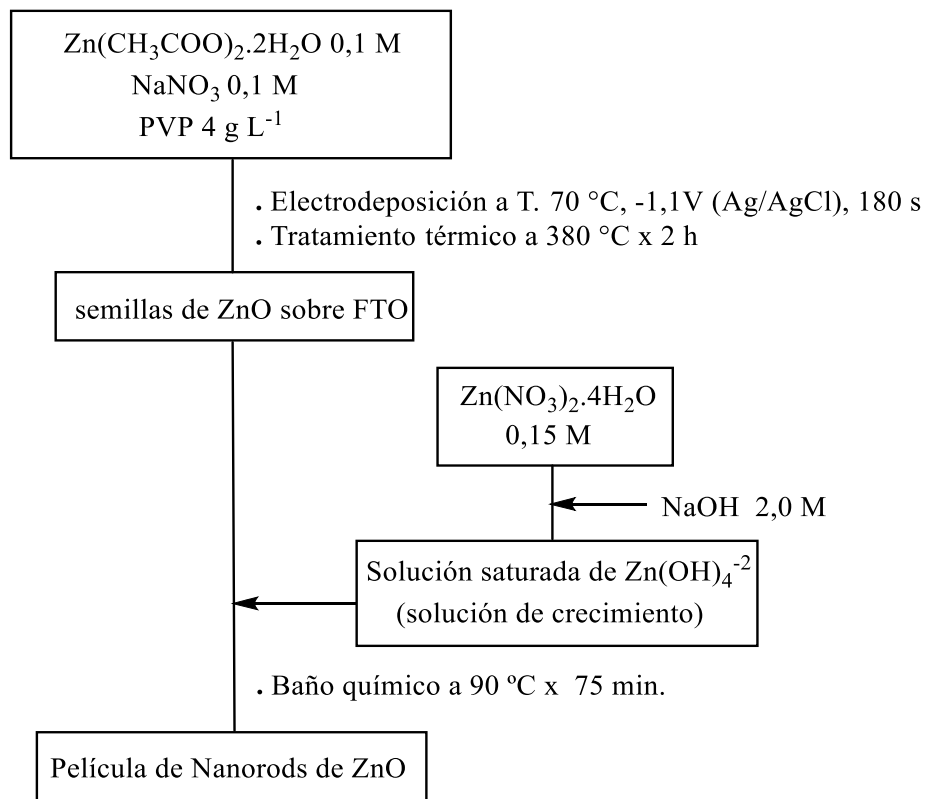 Zn(CH₃COO)₂.2H₂O 0,1 M
NaNO₃ 0,1 M
PVP 4 g L⁻¹
. Electrodeposición a T. 70 °C, -1,1V (Ag/AgCl), 180 s
. Tratamiento térmico a 380 °C x 2 h
semillas de ZnO sobre FTO
Zn(NO₃)₂.4H₂O
0,15 M
NaOH 2,0 M
Solución saturada de Zn(OH)₄⁻²
(solución de crecimiento)
. Baño químico a 90 ºC x 75 min.
Película de Nanorods de ZnO